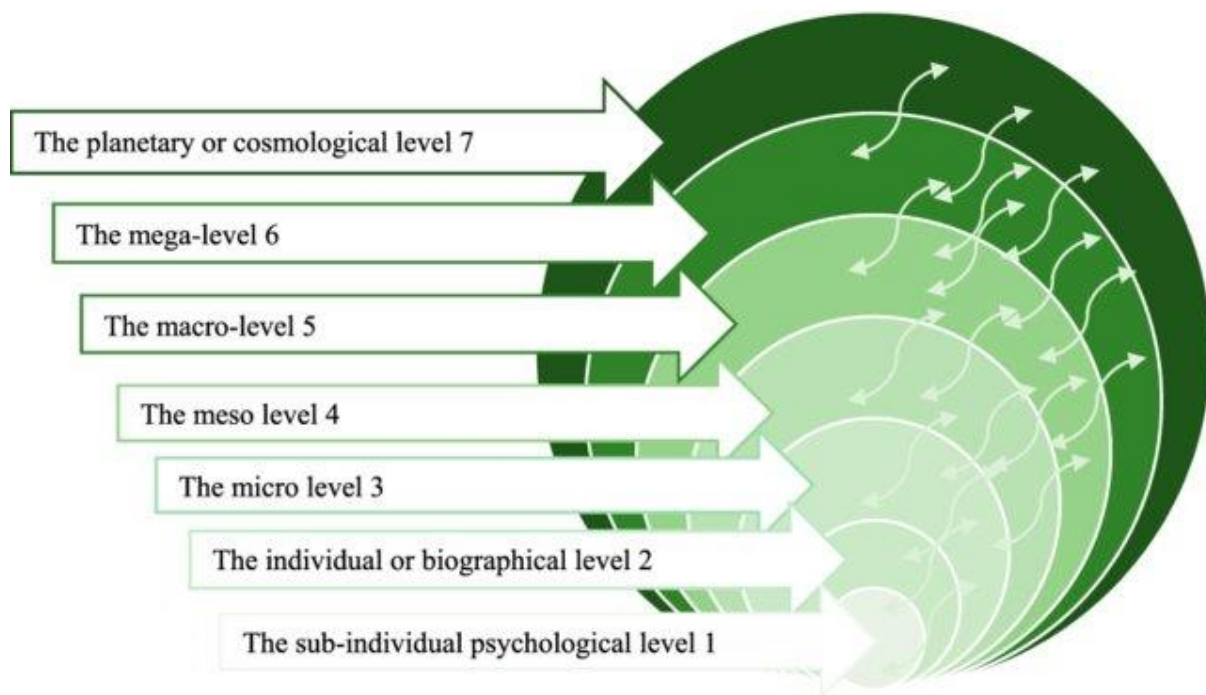 The planetary or cosmological level 7
The mega-level 6
The macro-level 5
The meso level 4
The micro level 3
The individual or biographical level 2
The sub-individual psychological level 1